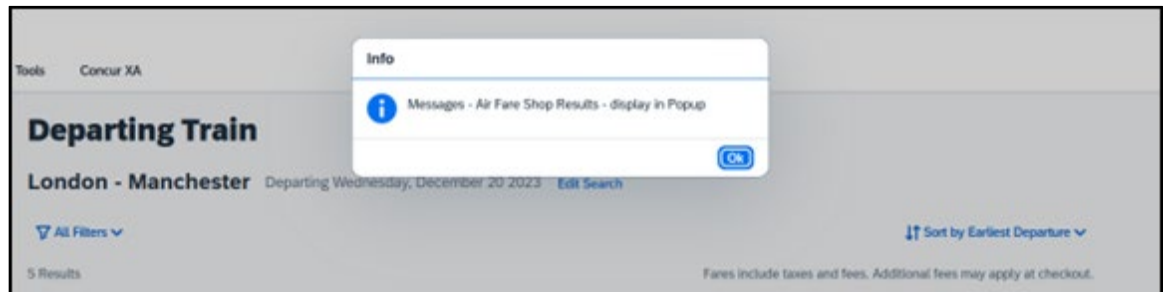 Tools Concur XA
Info
Messages - Air Fare Shop Results - display in Popup
Ok
Departing Train
London - Manchester Departing Wednesday, December 20 2023 Edit Search
All Filters Sort by Earliest Departure
5 Results Fares include taxes and fees. Additional fees may apply at checkout.